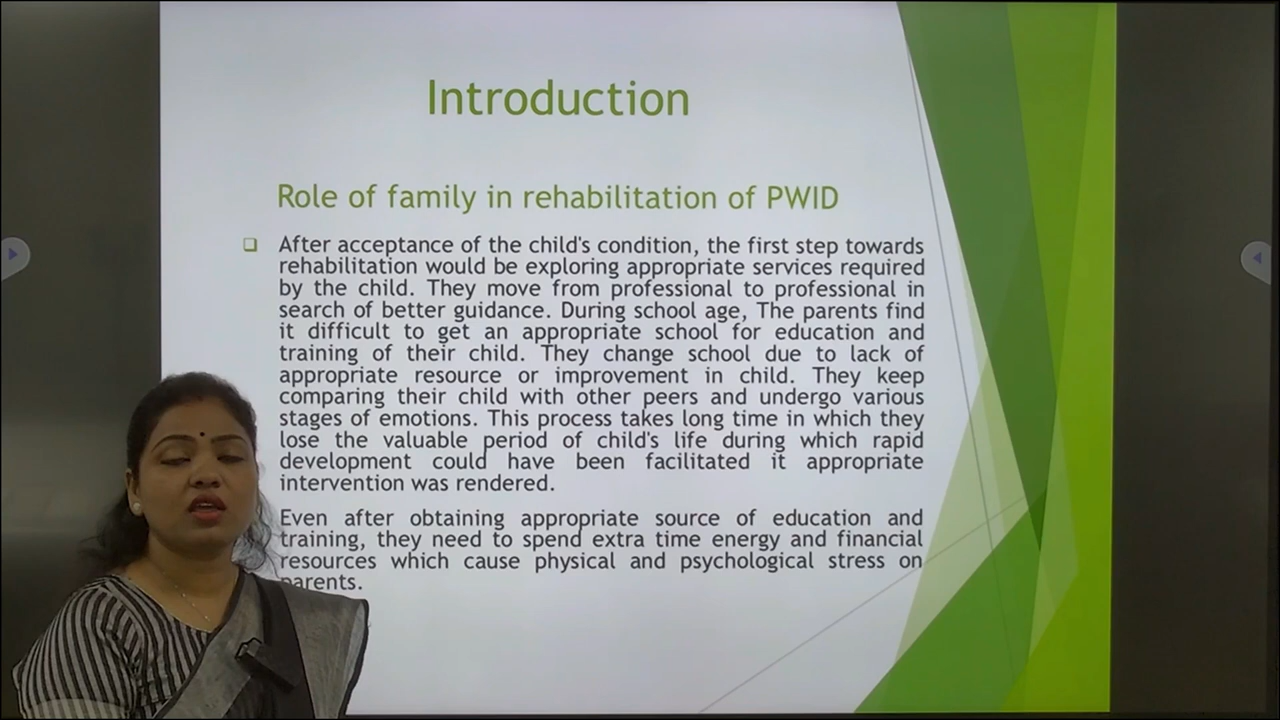 Introduction
Role of family in rehabilitation of PWID
After acceptance of the child's condition, the first step towards
rehabilitation would be exploring appropriate services required
by the child. They move from professional to professional in
search of better guidance. During school age, The parents find
it difficult to get an appropriate school for education and
training of their child. They change school due to lack of
appropriate resource or improvement in child. They keep
comparing their child with other peers and undergo various
stages of emotions. This process takes long time in which they
lose the valuable period of child's life during which rapid
development could have been facilitated it appropriate
intervention was rendered.
Even after obtaining appropriate source of education and
training, they need to spend extra time energy and financial
resources which cause physical and psychological stress on
parents.